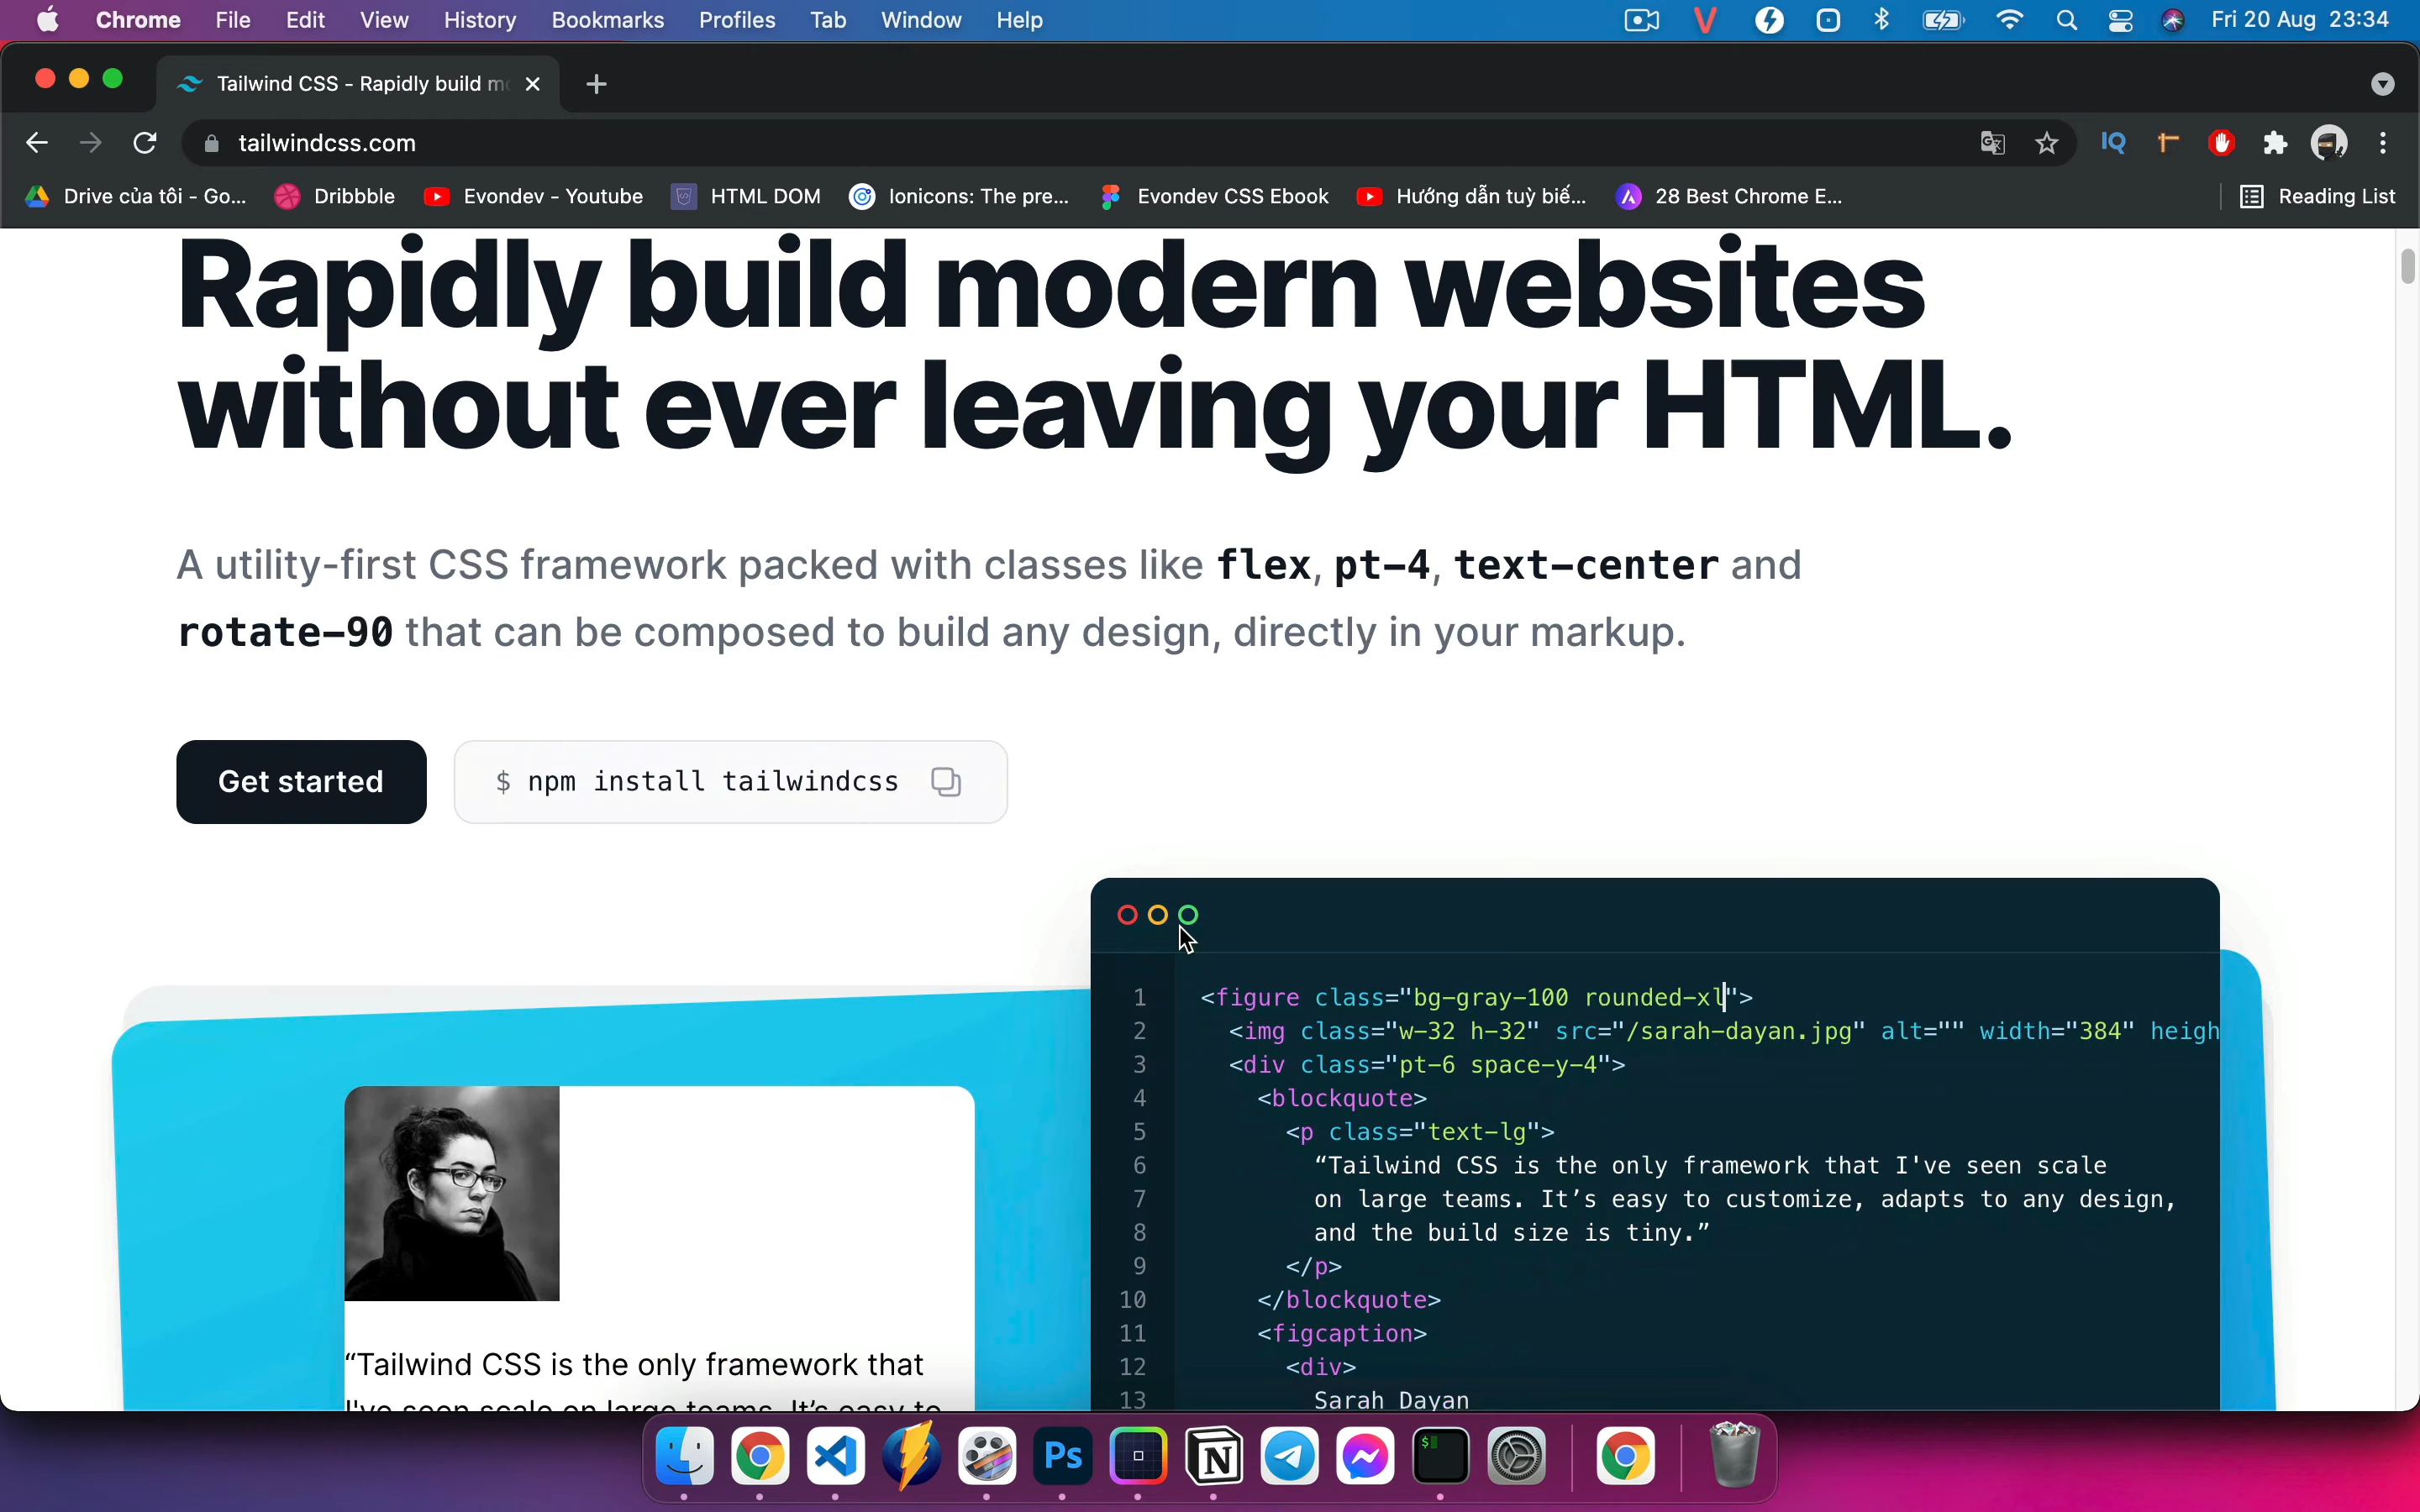 Chrome File Edit View History Bookmarks Profiles Tab Window Help
Fri 20 Aug 23:34
Tailwind CSS - Rapidly build mo
tailwindcss.com
IQ
Drive của tôi - Go... Dribbble Evondev - Youtube HTML DOM Ionicons: The pre... Evondev CSS Ebook Hướng dẫn tuỳ biế... 28 Best Chrome E... Reading List
Rapidly build modern websites
without ever leaving your HTML.
A utility-first CSS framework packed with classes like flex, pt-4, text-center and
rotate-90 that can be composed to build any design, directly in your markup.
Get started
$ npm install tailwindcss
1 <figure class="bg-gray-100 rounded-xl">
2 <img class="w-32 h-32" src="/sarah-dayan.jpg" alt="" width="384" heigh
3 <div class="pt-6 space-y-4">
4 <blockquote>
5 <p class="text-lg">
6 “Tailwind CSS is the only framework that I've seen scale
7 on large teams. It’s easy to customize, adapts to any design,
8 and the build size is tiny.”
9 </p>
10 </blockquote>
11 <figcaption>
12 <div>
13 Sarah Dayan
“Tailwind CSS is the only framework that
I've seen scale on large teams. It’s easy to
Ps
N
$